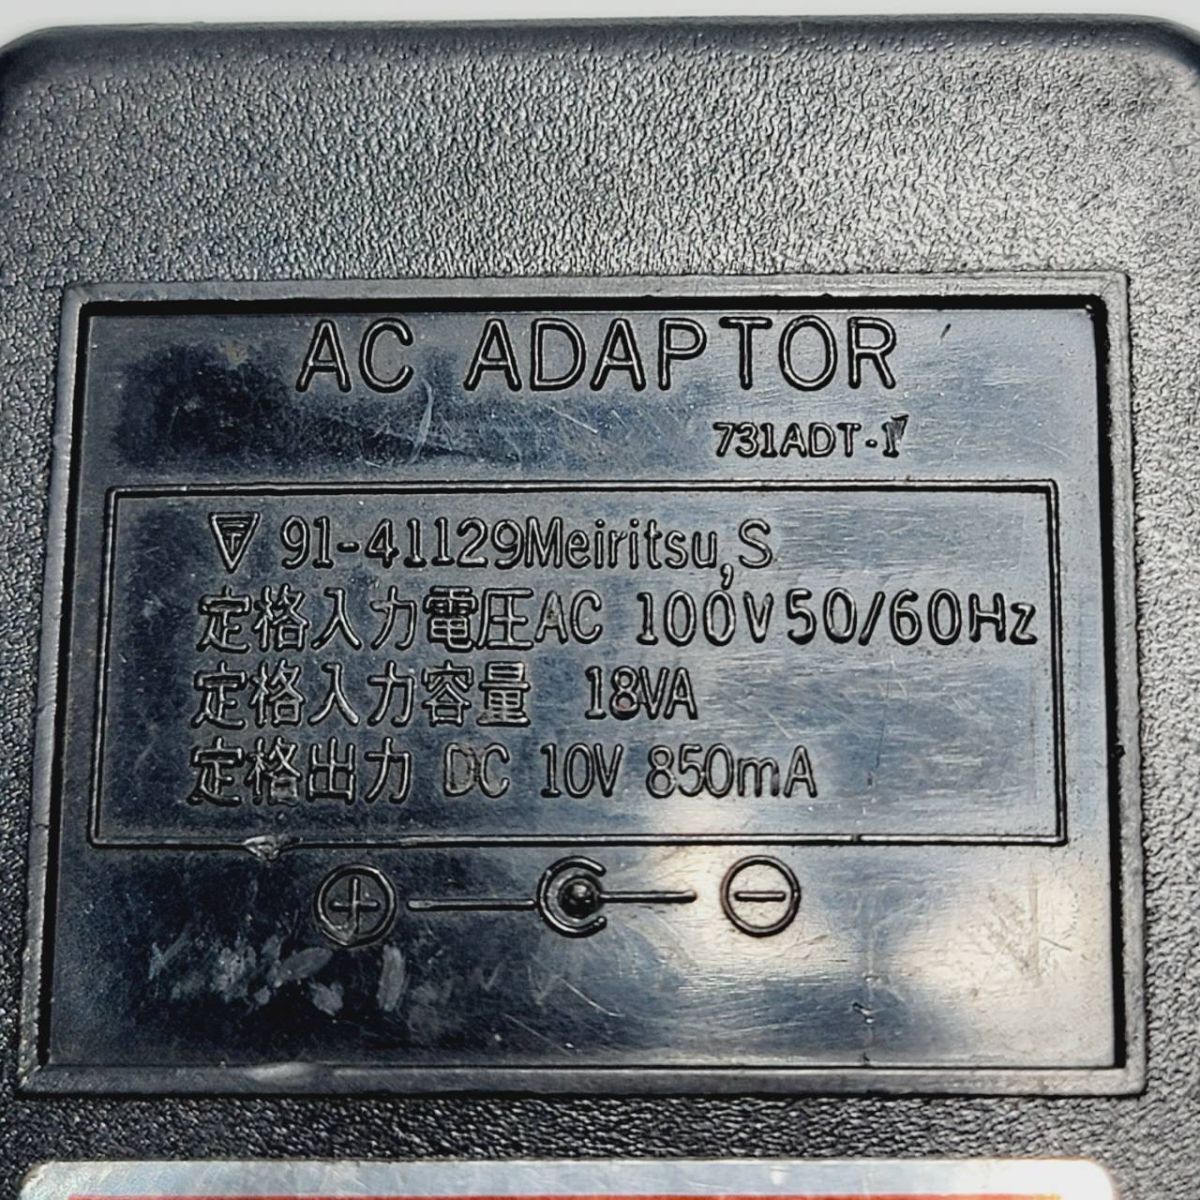 AC ADAPTOR
731ADT-1
91-41129Meiritsu,S
定格入力電圧AC 100V50/60Hz
定格入力容量 18VA
定格出力 DC 10V 850mA